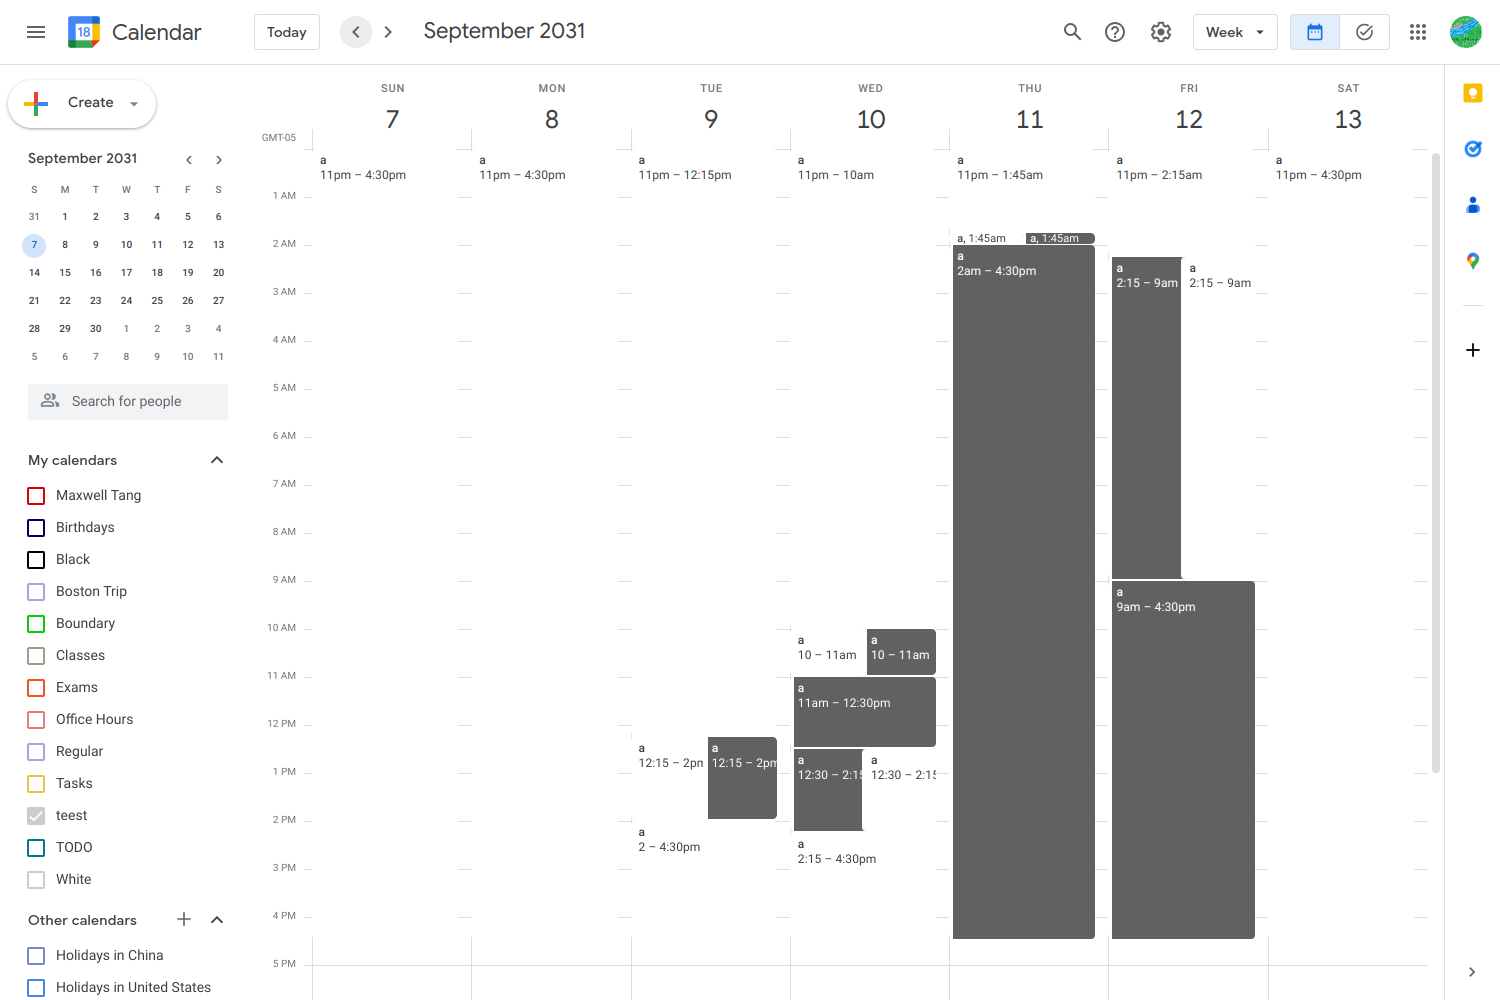 18 Calendar Today September 2031 Week
Create
SUN MON TUE WED THU FRI SAT
7 8 9 10 11 12 13
GMT-05
September 2031
S M T W T F S
31 1 2 3 4 5 6
7 8 9 10 11 12 13
14 15 16 17 18 19 20
21 22 23 24 25 26 27
28 29 30 1 2 3 4
5 6 7 8 9 10 11
Search for people
My calendars
Maxwell Tang
Birthdays
Black
Boston Trip
Boundary
Classes
Exams
Office Hours
Regular
Tasks
teest
TODO
White
Other calendars
Holidays in China
Holidays in United States
1 AM
2 AM
3 AM
4 AM
5 AM
6 AM
7 AM
8 AM
9 AM
10 AM
11 AM
12 PM
1 PM
2 PM
3 PM
4 PM
5 PM
a
11pm – 4:30pm
a
11pm – 4:30pm
a
11pm – 12:15pm
a
12:15 – 2pm
a
12:15 – 2pm
a
2 – 4:30pm
a
11pm – 10am
a
10 – 11am
a
10 – 11am
a
11am – 12:30pm
a
12:30 – 2:15
a
12:30 – 2:15
a
2:15 – 4:30pm
a
11pm – 1:45am
a, 1:45am
a, 1:45am
a
2am – 4:30pm
a
11pm – 2:15am
a
2:15 – 9am
a
2:15 – 9am
a
9am – 4:30pm
a
11pm – 4:30pm